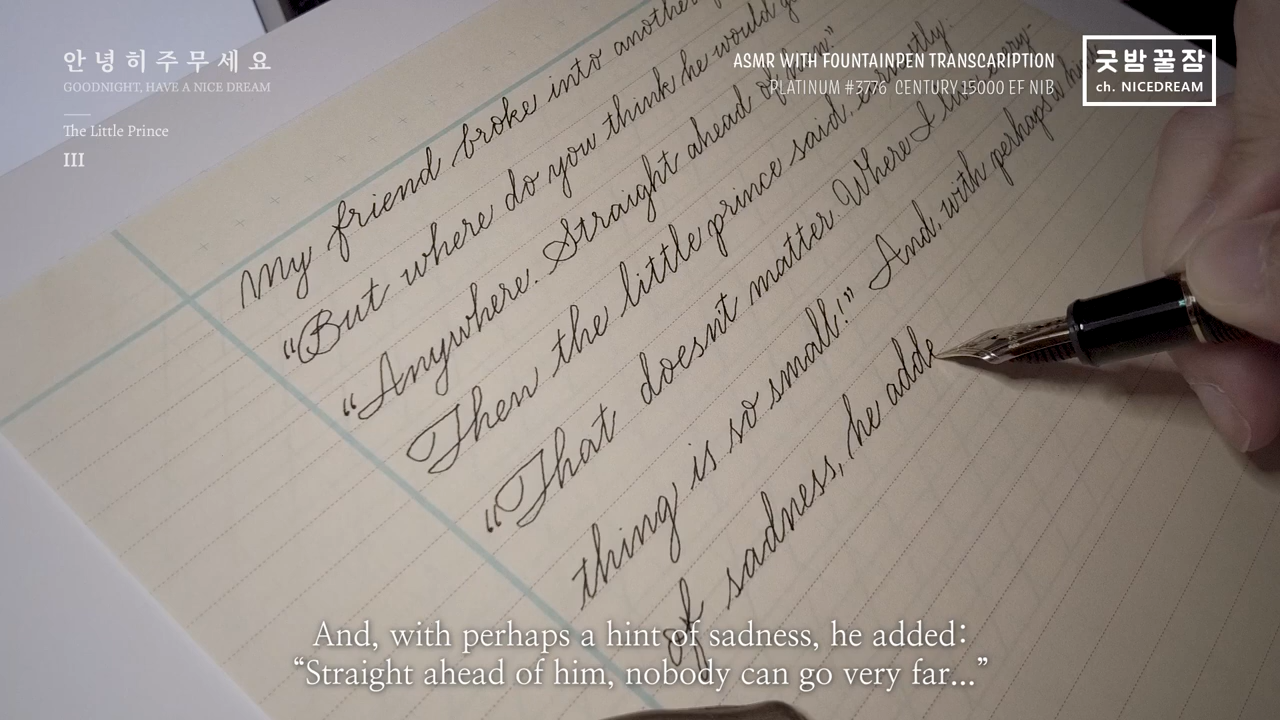 안녕히주무세요
GOODNIGHT, HAVE A NICE DREAM
The Little Prince
III
ASMR WITH FOUNTAINPEN TRANSCARIPTION
PLATINUM #3776 CENTURY 15000 EF NIB
굿밤꿀잠
ch. NICEDREAM
My friend broke into another
“But where do you think he would go
“Anywhere. Straight ahead of him”
Then the little prince said, earnestly:
“That doesn't matter. Where I live, every-
thing is so small!” And, with perhaps a hint
of sadness, he adde
And, with perhaps a hint of sadness, he added:
“Straight ahead of him, nobody can go very far...”